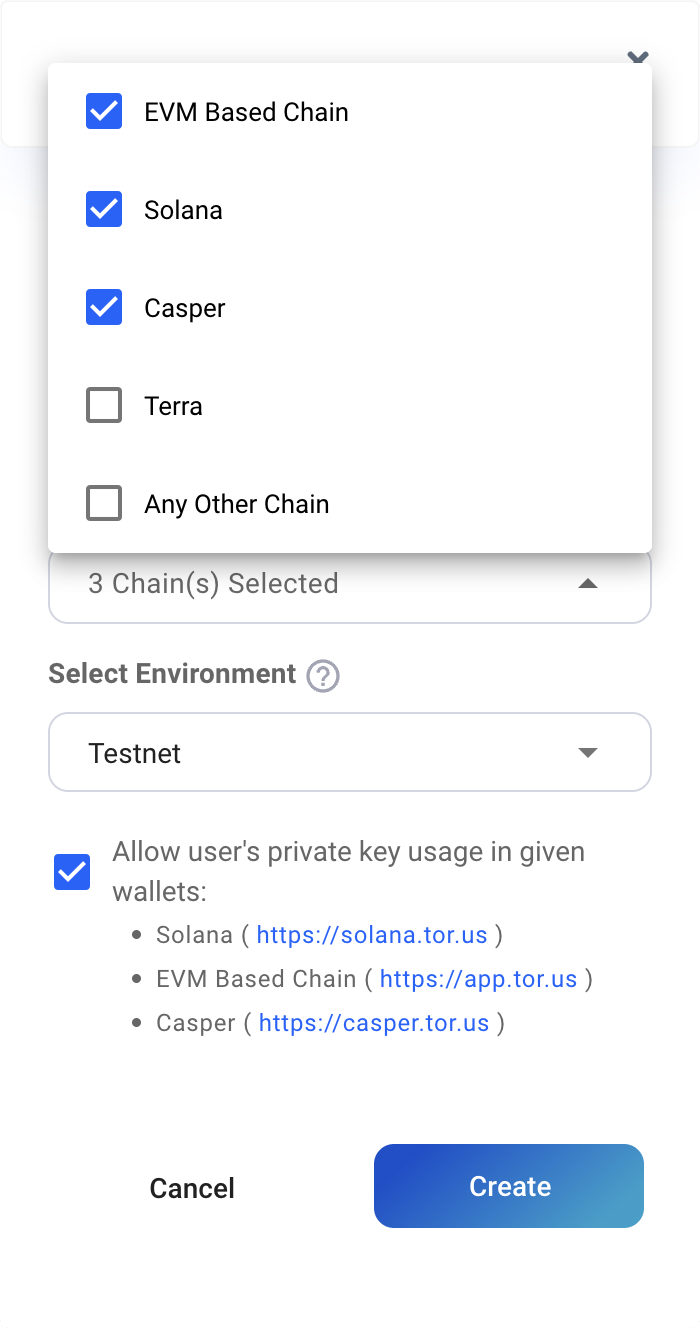 EVM Based Chain
Solana
Casper
Terra
Any Other Chain
3 Chain(s) Selected
Select Environment ?
Testnet
Allow user's private key usage in given
wallets:
• Solana ( https://solana.tor.us )
• EVM Based Chain ( https://app.tor.us )
• Casper ( https://casper.tor.us )
Cancel
Create